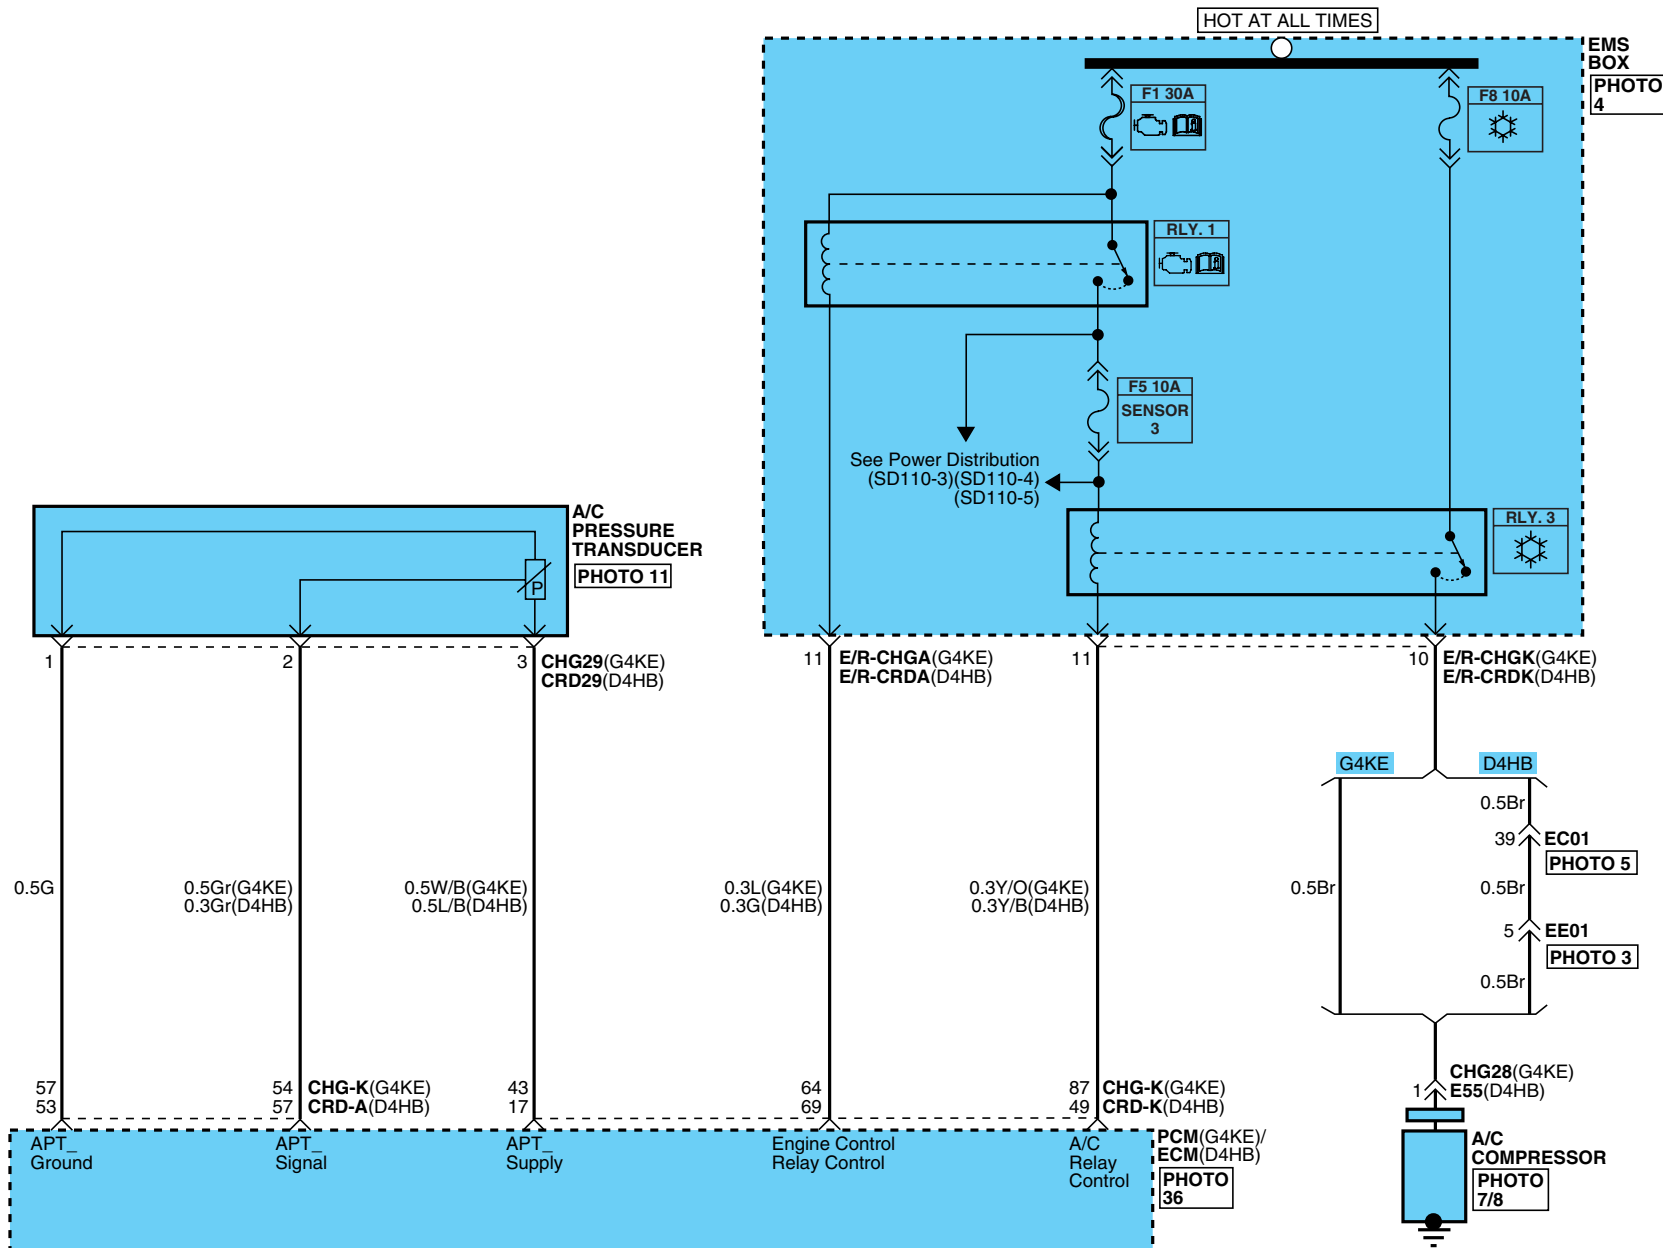 HOT AT ALL TIMES
EMS
BOX
PHOTO
4
F1 30A
F8 10A
RLY. 1
F5 10A
SENSOR
3
See Power Distribution
(SD110-3)(SD110-4)
(SD110-5)
RLY. 3
A/C
PRESSURE
TRANSDUCER
PHOTO 11
P
1
2
3
CHG29(G4KE)
CRD29(D4HB)
11
E/R-CHGA(G4KE)
E/R-CRDA(D4HB)
11
10
E/R-CHGK(G4KE)
E/R-CRDK(D4HB)
G4KE
D4HB
0.5Br
39
EC01
PHOTO 5
0.5G
0.5Gr(G4KE)
0.3Gr(D4HB)
0.5W/B(G4KE)
0.5L/B(D4HB)
0.3L(G4KE)
0.3G(D4HB)
0.3Y/O(G4KE)
0.3Y/B(D4HB)
0.5Br
0.5Br
5
EE01
PHOTO 3
0.5Br
CHG28(G4KE)
1
E55(D4HB)
57
53
54
57
CHG-K(G4KE)
CRD-A(D4HB)
43
17
64
69
87
49
CHG-K(G4KE)
CRD-K(D4HB)
APT_
Ground
APT_
Signal
APT_
Supply
Engine Control
Relay Control
A/C
Relay
Control
PCM(G4KE)/
ECM(D4HB)
PHOTO
36
A/C
COMPRESSOR
PHOTO
7/8